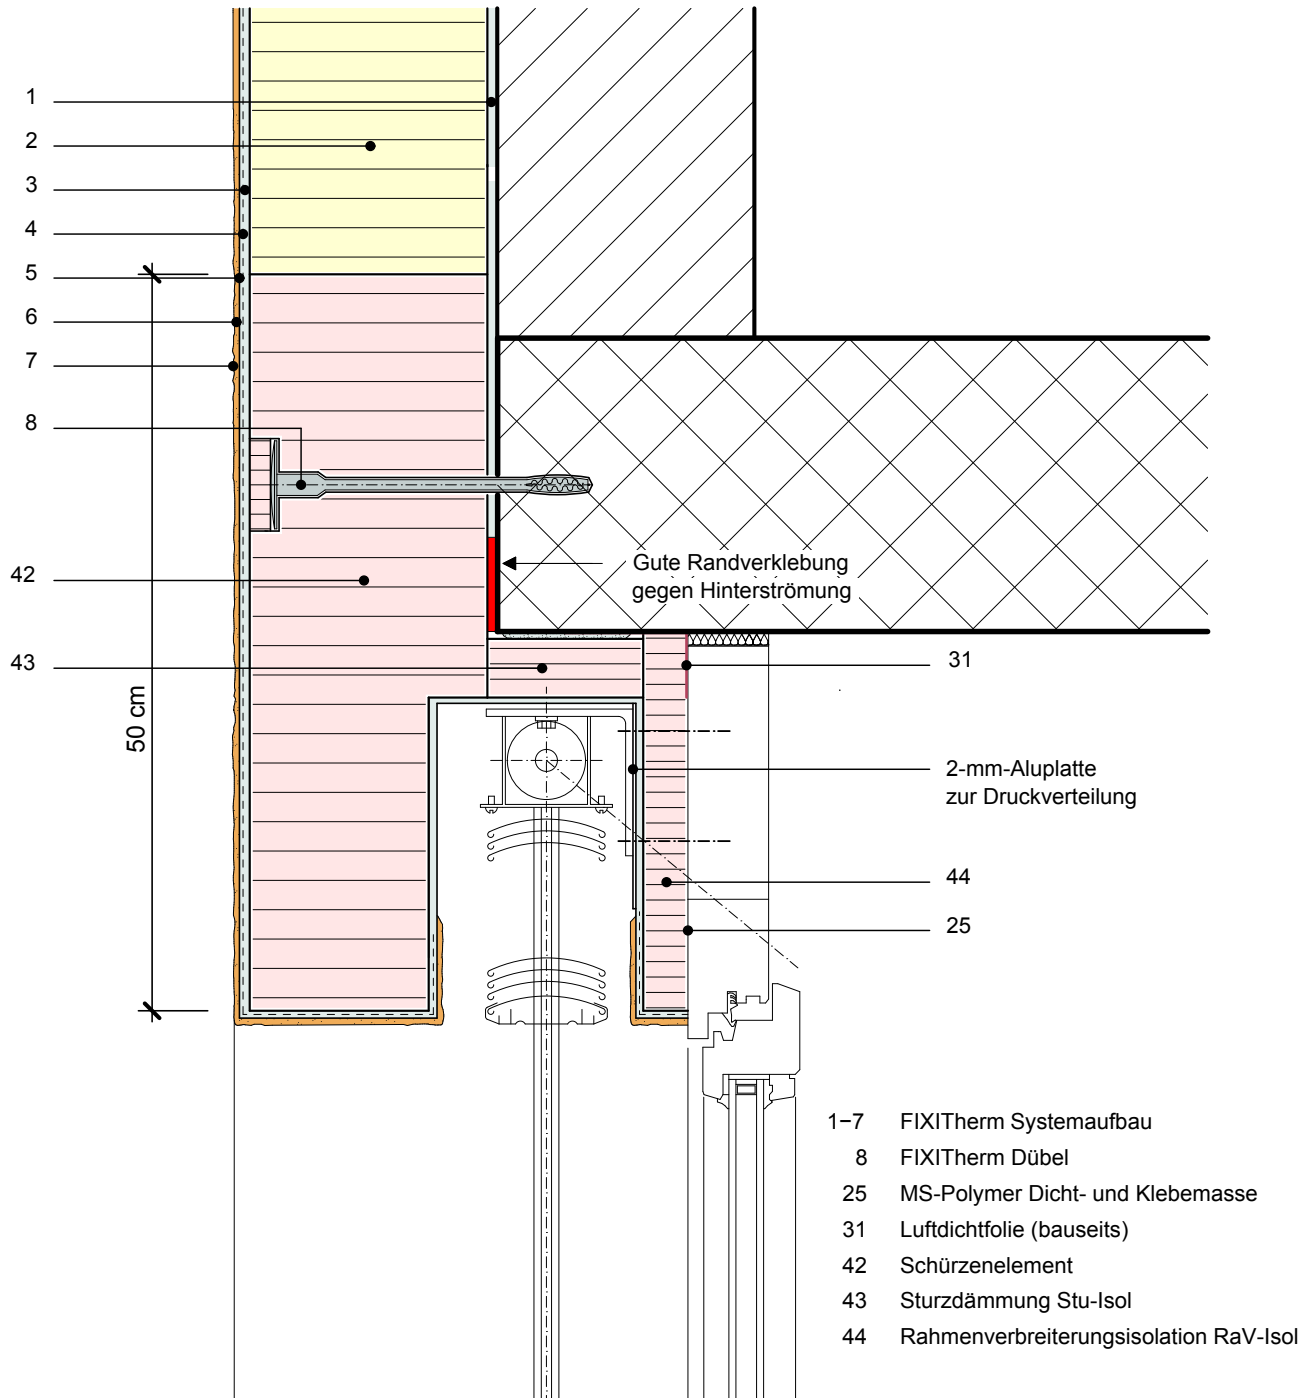 1
2
3
4
5
6
7
8
42
Gute Randverklebung
gegen Hinterströmung
43
31
50 cm
2-mm-Aluplatte
zur Druckverteilung
44
25
1–7 FIXITherm Systemaufbau
8 FIXITherm Dübel
25 MS-Polymer Dicht- und Klebemasse
31 Luftdichtfolie (bauseits)
42 Schürzenelement
43 Sturzdämmung Stu-Isol
44 Rahmenverbreiterungsisolation RaV-Isol